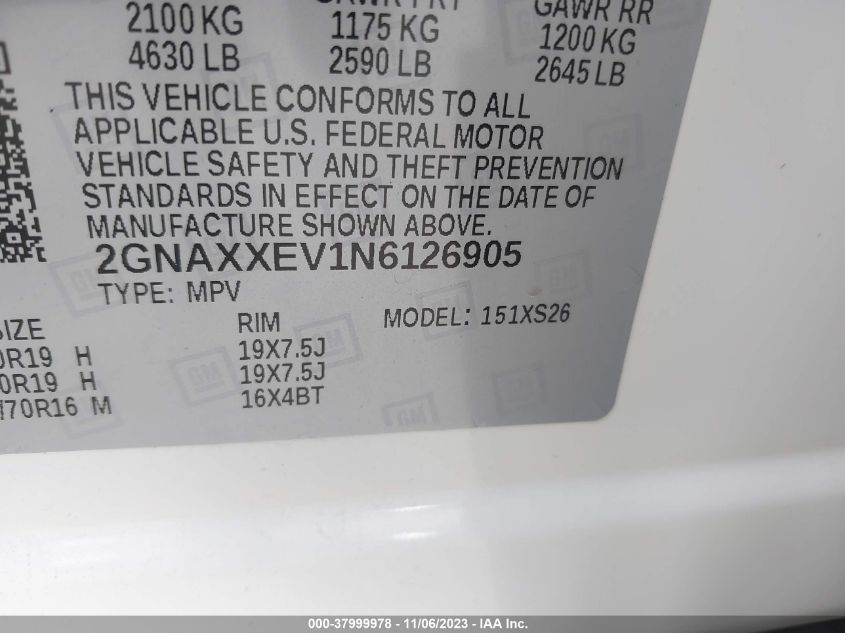 GAWR RR
2100 KG 1175 KG 1200 KG
4630 LB 2590 LB 2645 LB
THIS VEHICLE CONFORMS TO ALL
APPLICABLE U.S. FEDERAL MOTOR
VEHICLE SAFETY AND THEFT PREVENTION
STANDARDS IN EFFECT ON THE DATE OF
MANUFACTURE SHOWN ABOVE.
2GNAXXEV1N6126905
TYPE: MPV
SIZE RIM MODEL: 151XS26
0R19 H 19X7.5J
0R19 H 19X7.5J
70R16 M 16X4BT
000-37999978 - 11/06/2023 - IAA Inc.